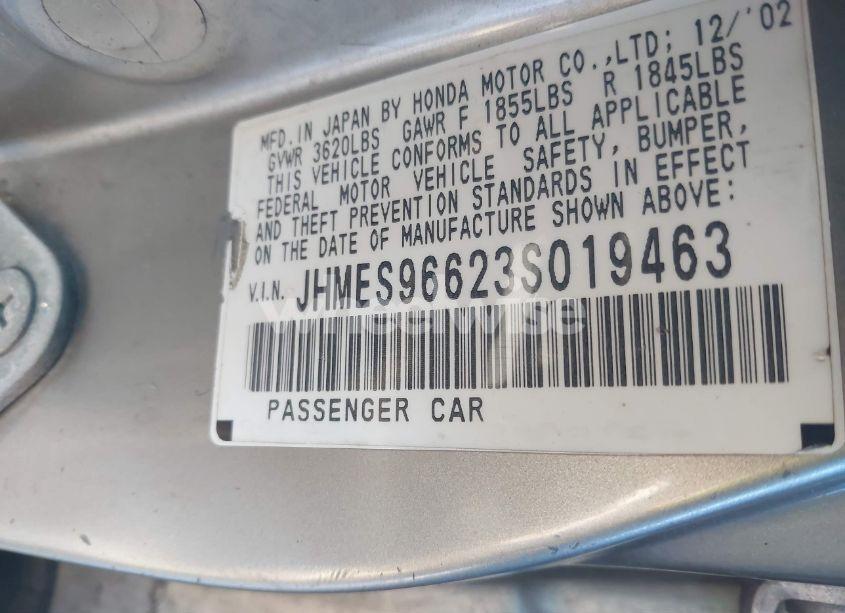 MFD. IN JAPAN BY HONDA MOTOR CO.,LTD; 12/'02
GVWR 3620LBS GAWR F 1855LBS R 1845LBS
THIS VEHICLE CONFORMS TO ALL APPLICABLE
FEDERAL MOTOR VEHICLE SAFETY, BUMPER,
AND THEFT PREVENTION STANDARDS IN EFFECT
ON THE DATE OF MANUFACTURE SHOWN ABOVE:
V.I.N. JHMES96623S019463
PASSENGER CAR